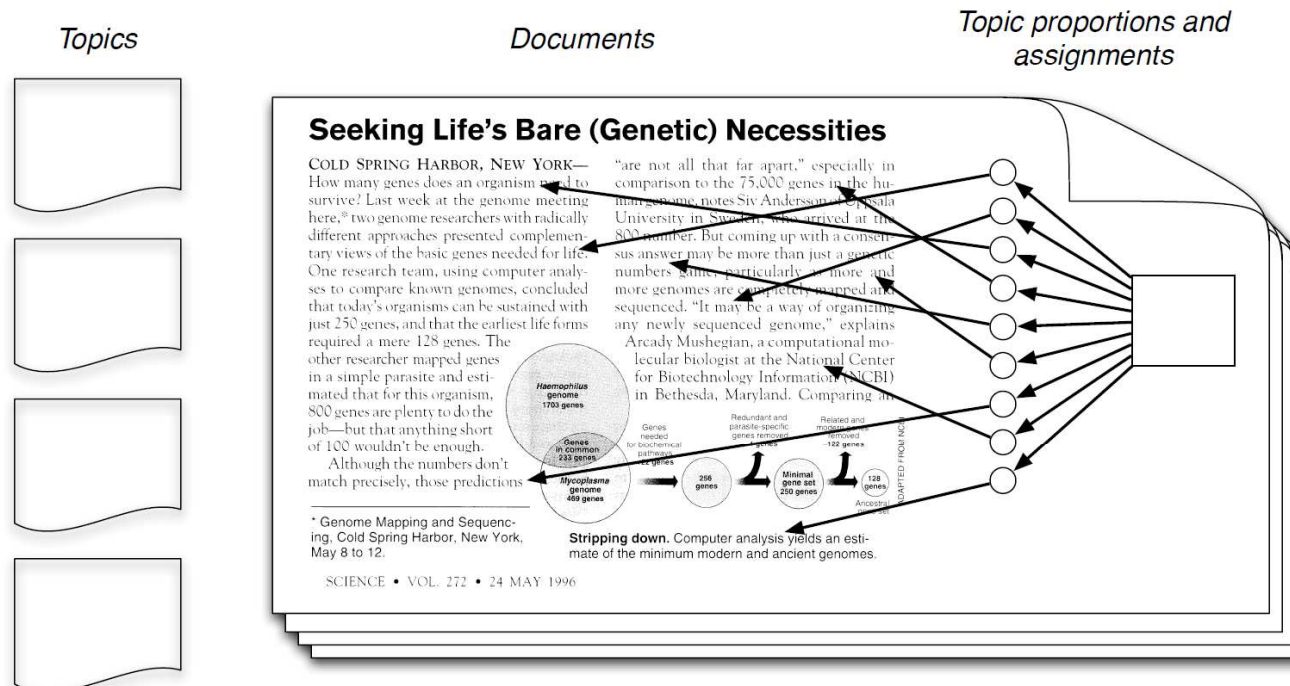 Topics
Documents
Topic proportions and
assignments
Seeking Life's Bare (Genetic) Necessities
COLD SPRING HARBOR, NEW YORK—
How many genes does an organism need to
survive? Last week at the genome meeting
here,* two genome researchers with radically
different approaches presented complemen-
tary views of the basic genes needed for life.
One research team, using computer analy-
ses to compare known genomes, concluded
that today's organisms can be sustained with
just 250 genes, and that the earliest life forms
required a mere 128 genes. The
other researcher mapped genes
in a simple parasite and esti-
mated that for this organism,
800 genes are plenty to do the
job—but that anything short
of 100 wouldn't be enough.
Although the numbers don't
match precisely, those predictions
* Genome Mapping and Sequenc-
ing, Cold Spring Harbor, New York,
May 8 to 12.
"are not all that far apart," especially in
comparison to the 75,000 genes in the hu-
man genome, notes Siv Andersson of Uppsala
University in Sweden, who arrived at the
800 number. But coming up with a consen-
sus answer may be more than just a genetic
numbers game, particularly as more and
more genomes are completely mapped and
sequenced. "It may be a way of organizing
any newly sequenced genome," explains
Arcady Mushegian, a computational mo-
lecular biologist at the National Center
for Biotechnology Information (NCBI)
in Bethesda, Maryland. Comparing an
Haemophilus
genome
1703 genes
Genes
in common
233 genes
Mycoplasma
genome
469 genes
Genes
needed
for biochemical
pathways
22 genes
256
genes
Redundant and
parasite-specific
genes removed
genes
Minimal
gene set
250 genes
Related and
modern genes
removed
-122 genes
128
genes
Ancestral
gene set
ADAPTED FROM NCBI
Stripping down. Computer analysis yields an esti-
mate of the minimum modern and ancient genomes.
SCIENCE • VOL. 272 • 24 MAY 1996